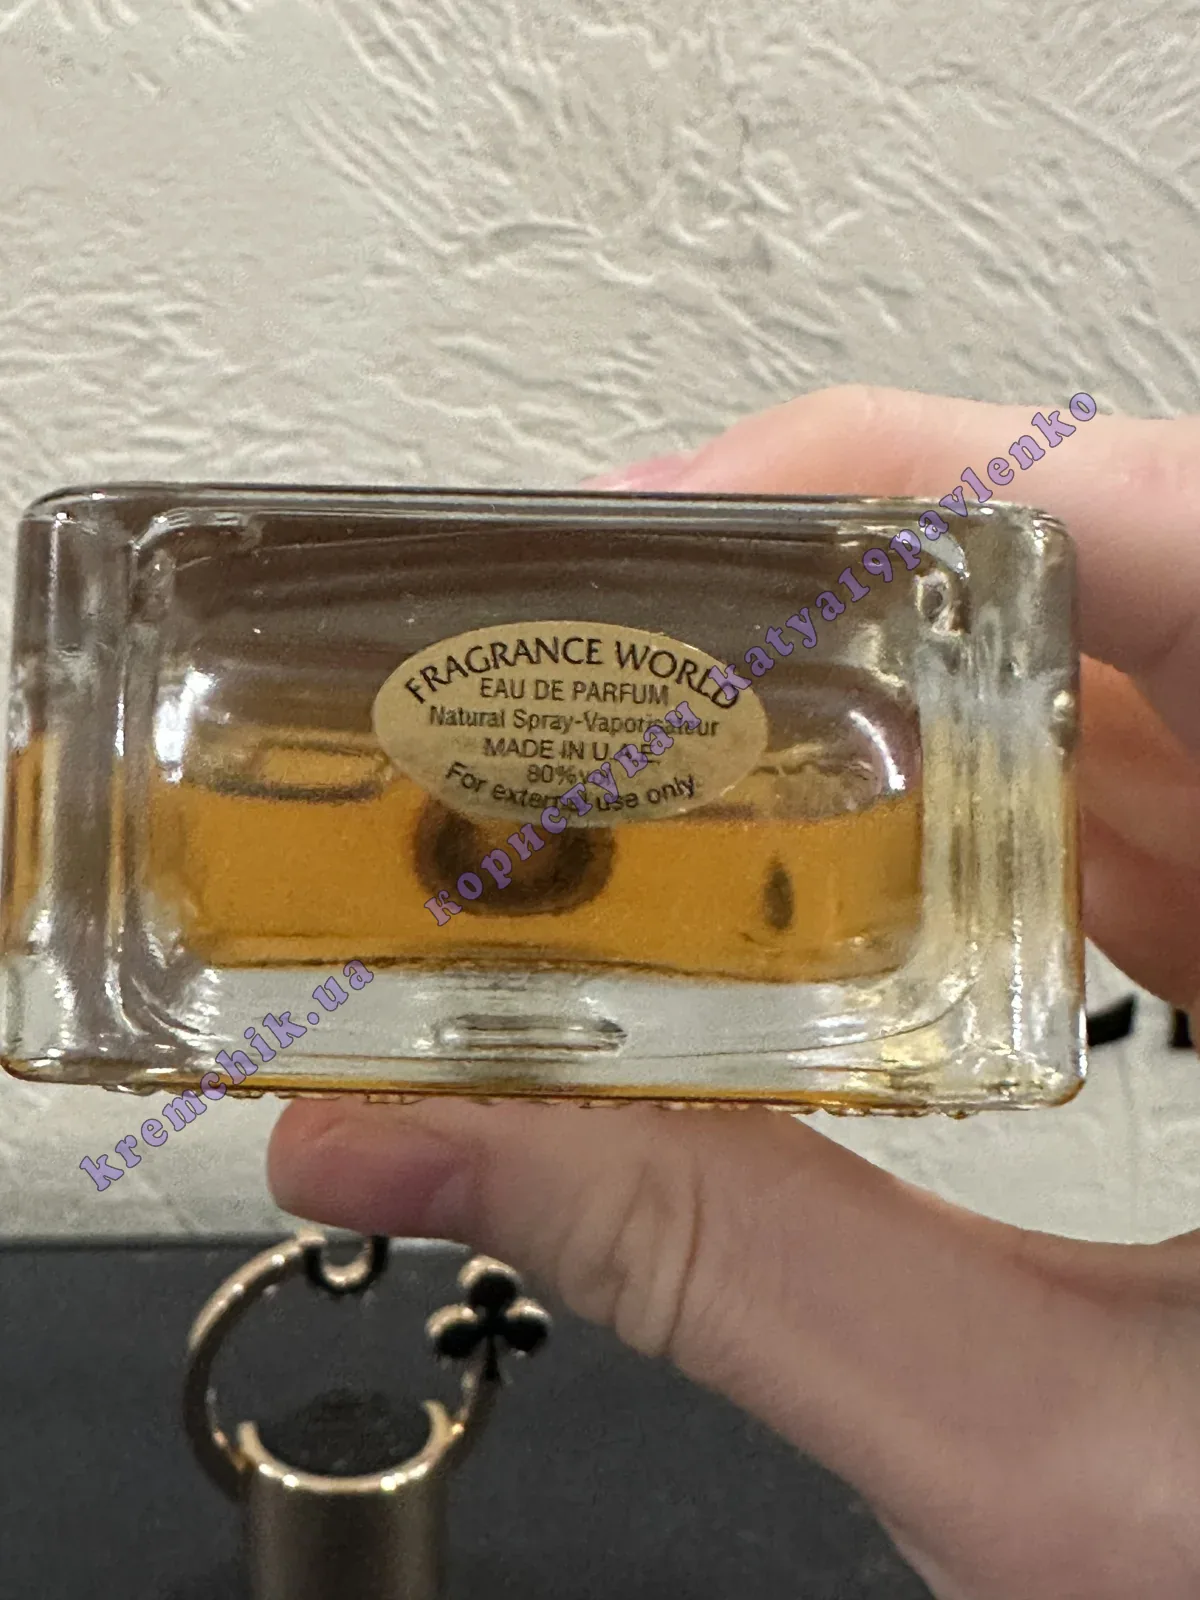 FRAGRANCE WORLD
EAU DE PARFUM
Natural Spray-Vaporisateur
MADE IN U.A.E.
80%v
For external use only.
kremchik.ua користувач katya19pavlenko